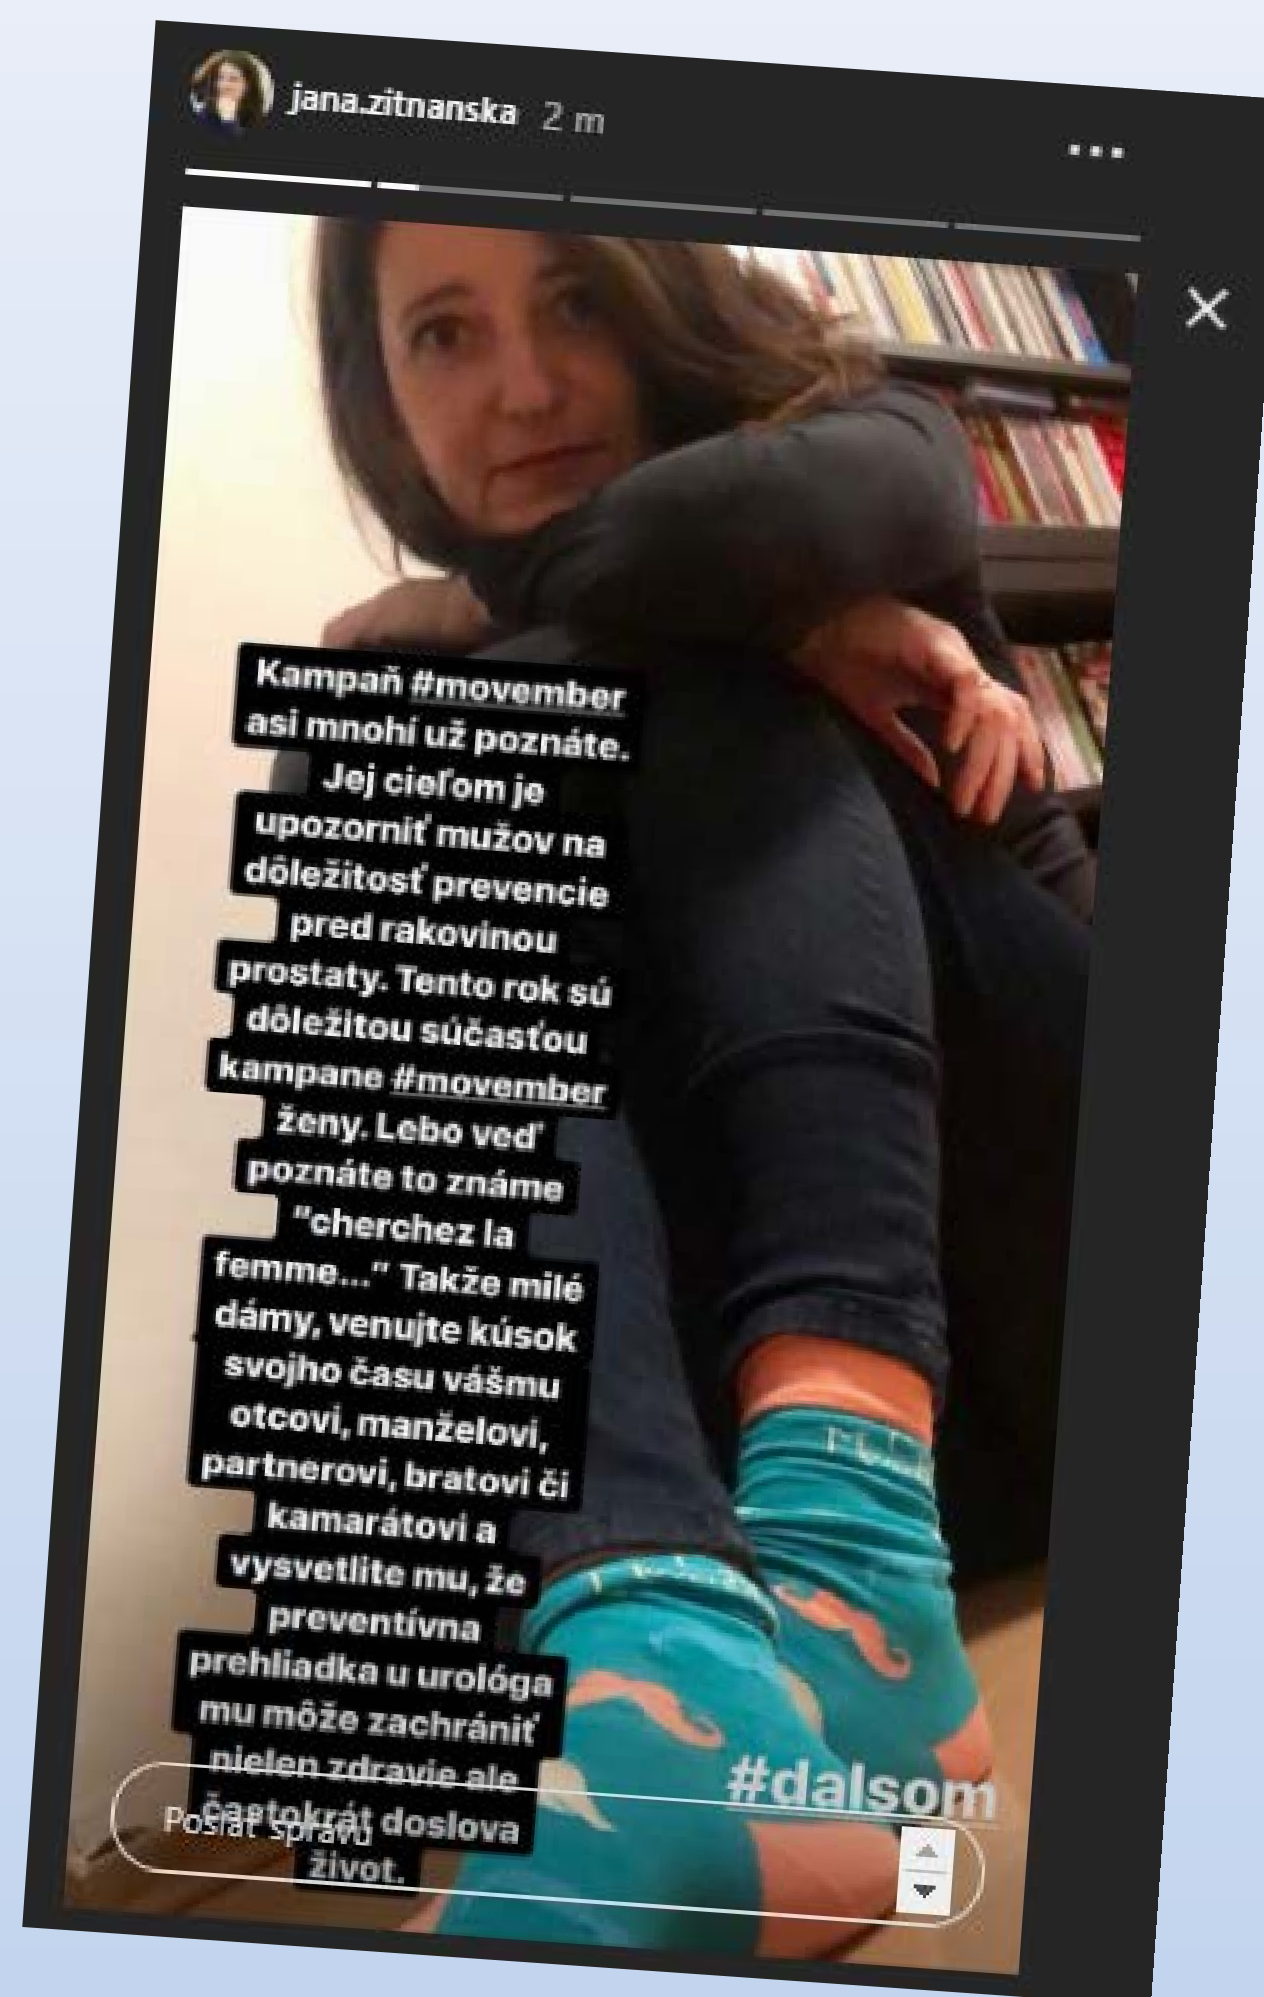 jana.zitnanska 2 m
Kampaň #movember
asi mnohí už poznáte.
Jej cieľom je
upozorniť mužov na
dôležitosť prevencie
pred rakovinou
prostaty. Tento rok sú
dôležitou súčasťou
kampane #movember
ženy. Lebo veď
poznáte to známe
"cherchez la
femme..." Takže milé
dámy, venujte kúsok
svojho času vášmu
otcovi, manželovi,
partnerovi, bratovi či
kamarátovi a
vysvetlite mu, že
preventívna
prehliadka u urológa
mu môže zachrániť
nielen zdravie ale
častokrát doslova
život.
#dalsom
Poslať správu